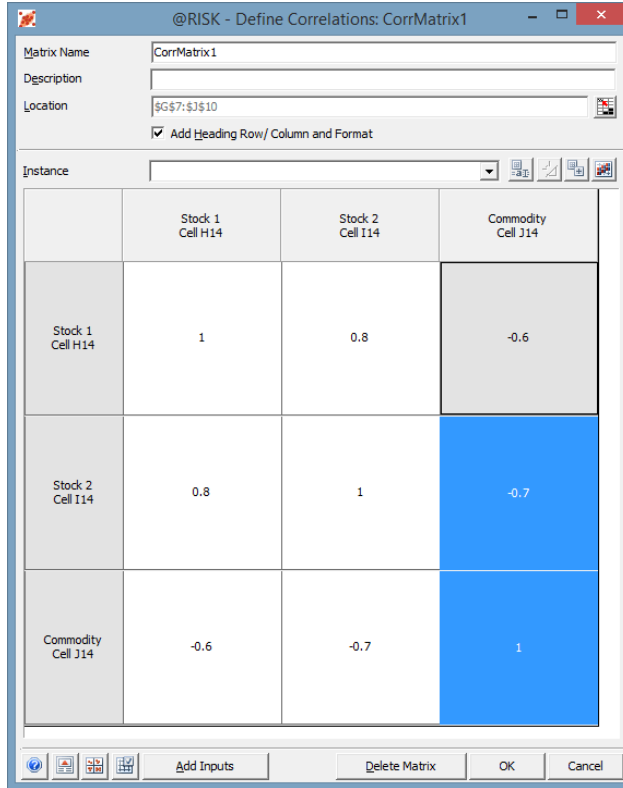 @RISK - Define Correlations: CorrMatrix1
Matrix Name CorrMatrix1
Description
Location $G$7:$J$10
Add Heading Row/ Column and Format
Instance
Stock 1 Stock 2 Commodity
Cell H14 Cell I14 Cell J14
Stock 1
Cell H14 1 0.8 -0.6
Stock 2
Cell I14 0.8 1 -0.7
Commodity
Cell J14 -0.6 -0.7 1
Add Inputs Delete Matrix OK Cancel